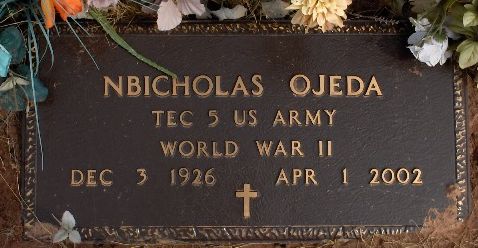 NBICHOLAS OJEDA
TEC 5 US ARMY
WORLD WAR II
DEC 3 1926 APR 1 2002